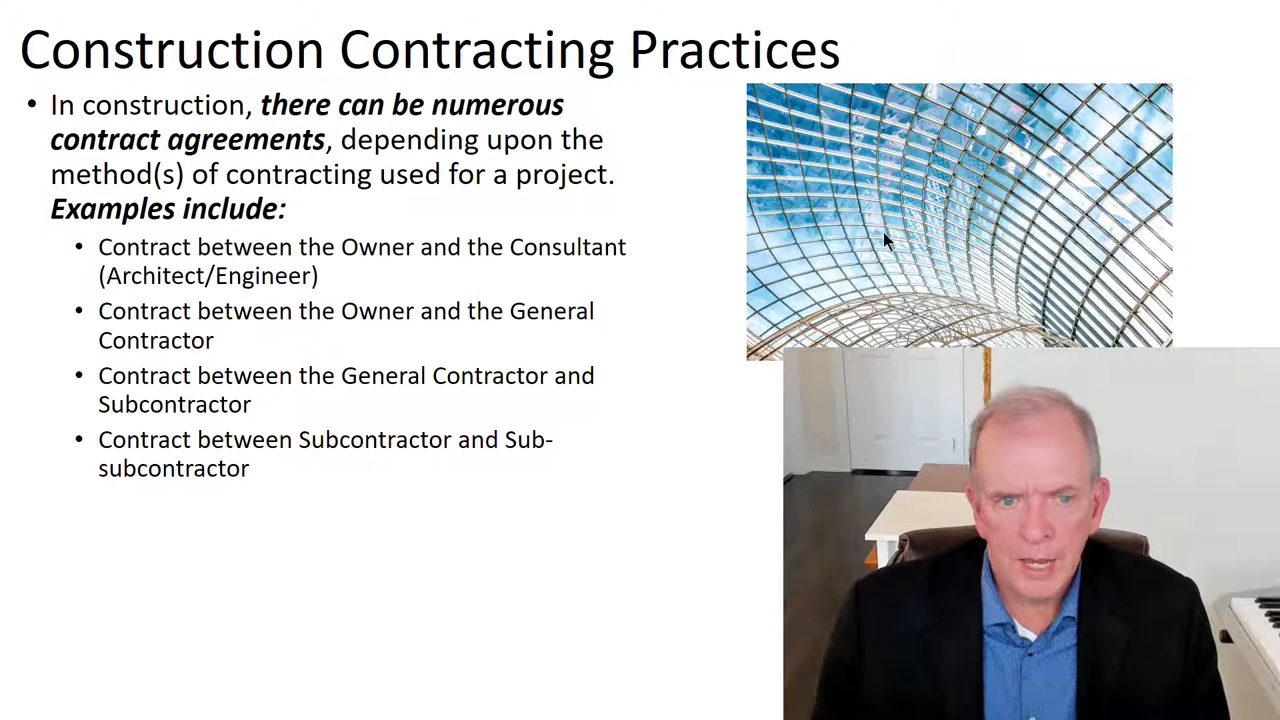 Construction Contracting Practices
• In construction, there can be numerous
contract agreements, depending upon the
method(s) of contracting used for a project.
Examples include:
• Contract between the Owner and the Consultant
(Architect/Engineer)
• Contract between the Owner and the General
Contractor
• Contract between the General Contractor and
Subcontractor
• Contract between Subcontractor and Sub-
subcontractor